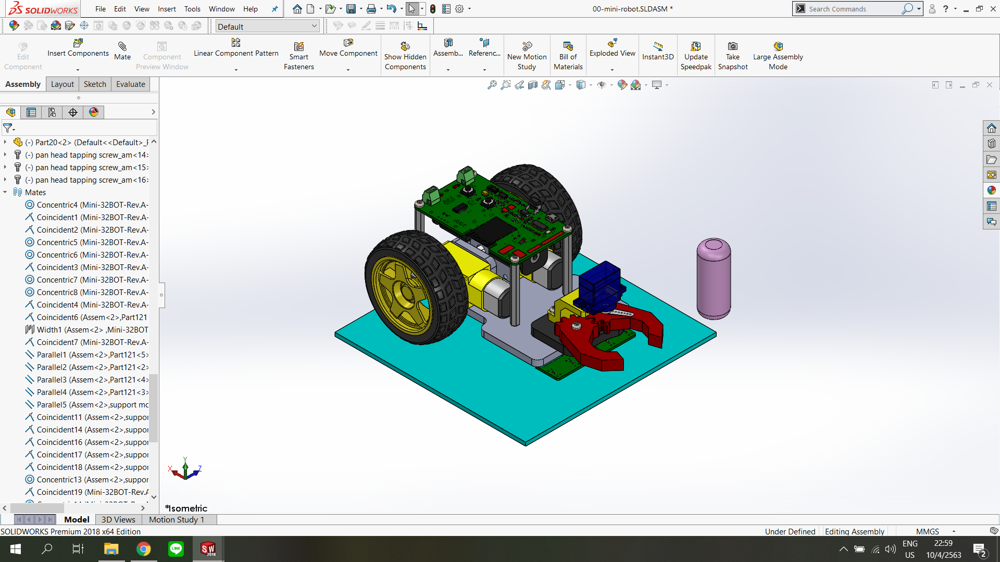 SOLIDWORKS
File Edit View Insert Tools Window Help
00-mini-robot.SLDASM *
Search Commands
Default
Edit Component
Insert Components
Mate
Component Preview Window
Linear Component Pattern
Smart Fasteners
Move Component
Show Hidden Components
Assemb...
Referenc...
New Motion Study
Bill of Materials
Exploded View
Instant3D
Update Speedpak
Take Snapshot
Large Assembly Mode
Assembly Layout Sketch Evaluate
(-) Part20<2> (Default<<Default>_
(-) pan head tapping screw_am<14>
(-) pan head tapping screw_am<15>
(-) pan head tapping screw_am<16>
Mates
Concentric4 (Mini-32BOT-Rev.A-
Coincident1 (Mini-32BOT-Rev.A-
Coincident2 (Mini-32BOT-Rev.A-
Concentric5 (Mini-32BOT-Rev.A-
Concentric6 (Mini-32BOT-Rev.A-
Coincident3 (Mini-32BOT-Rev.A-
Concentric7 (Mini-32BOT-Rev.A-
Concentric8 (Mini-32BOT-Rev.A-
Coincident4 (Mini-32BOT-Rev.A-
Coincident6 (Assem<2>,Part121
Width1 (Assem<2> ,Mini-32BOT
Coincident7 (Mini-32BOT-Rev.A-
Parallel1 (Assem<2>,Part121<5>
Parallel2 (Assem<2>,Part121<2>
Parallel3 (Assem<2>,Part121<4>
Parallel4 (Assem<2>,Part121<3>
Parallel5 (Assem<2>,support mo
Coincident11 (Assem<2>,suppor
Coincident14 (Assem<2>,suppor
Coincident16 (Assem<2>,suppor
Coincident17 (Assem<2>,suppor
Coincident18 (Assem<2>,suppor
Concentric13 (Assem<2>,suppor
Coincident19 (Mini-32BOT-Rev.A
Y
X Z
*Isometric
Model 3D Views Motion Study 1
SOLIDWORKS Premium 2018 x64 Edition
Under Defined Editing Assembly MMGS
LINE
SW 2018
ENG
US
22:59
10/4/2563
2